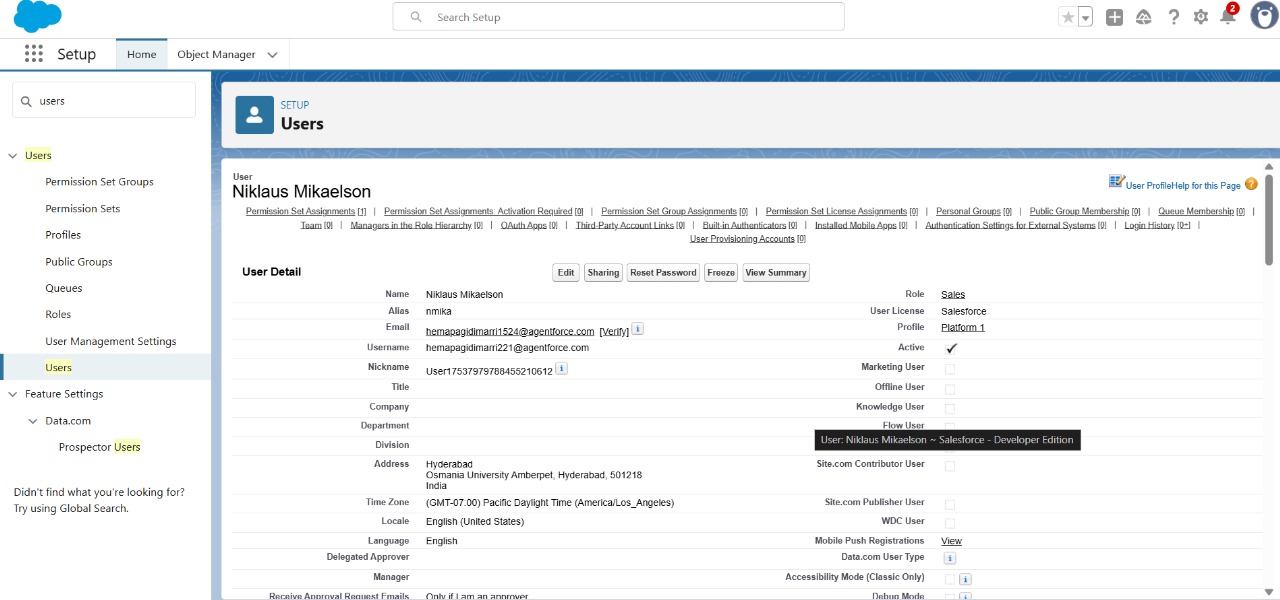 Search Setup
2
Setup
Home
Object Manager
users
Users
Permission Set Groups
Permission Sets
Profiles
Public Groups
Queues
Roles
User Management Settings
Users
Feature Settings
Data.com
Prospector Users
Didn't find what you're looking for?
Try using Global Search.
SETUP
Users
User
Niklaus Mikaelson
User Profile Help for this Page
Permission Set Assignments [1] | Permission Set Assignments: Activation Required [0] | Permission Set Group Assignments [0] | Permission Set License Assignments [0] | Personal Groups [0] | Public Group Membership [0] | Queue Membership [0] |
Team [0] | Managers in the Role Hierarchy [0] | OAuth Apps [0] | Third-Party Account Links [0] | Built-in Authenticators [0] | Installed Mobile Apps [0] | Authentication Settings for External Systems [0] | Login History [0+] |
User Provisioning Accounts [0]
User Detail
Edit Sharing Reset Password Freeze View Summary
Name Niklaus Mikaelson Role Sales
Alias nmika User License Salesforce
Email hemapagidimarri1524@agentforce.com [Verify] i Profile Platform 1
Username hemapagidimarri221@agentforce.com Active
Nickname User17537979788455210612 i Marketing User
Title Offline User
Company Knowledge User
Department Flow User
User: Niklaus Mikaelson ~ Salesforce - Developer Edition
Division
Address Hyderabad Site.com Contributor User
Osmania University Amberpet, Hyderabad, 501218
India
Time Zone (GMT-07:00) Pacific Daylight Time (America/Los_Angeles) Site.com Publisher User
Locale English (United States) WDC User
Language English Mobile Push Registrations View
Delegated Approver Data.com User Type i
Manager Accessibility Mode (Classic Only) i
Receive Approval Request Emails Only if I am an approver Debug Mode i